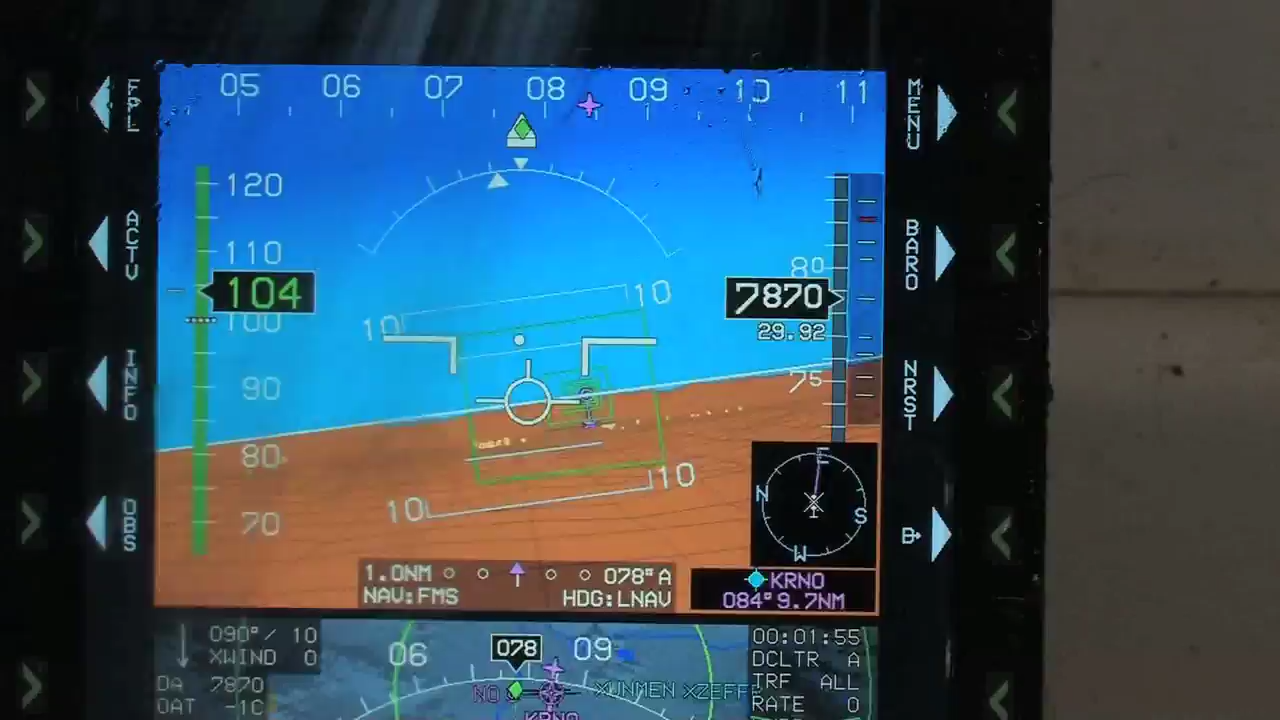 05 06 07 08 09 10 11
FPL
MENU
120
110
104
100
90
80
70
ACTV
INFO
OBS
BARO
NRST
80
7870
29.92
75
10
10
10
10
E
N
S
W
1.0NM
078°A
NAV:FMS
HDG:LNAV
KRNO
084°9.7NM
090°/ 10
XWIND 0
DA 7870
OAT -1C
06
078
09
XUNMEN
KRNO
00:01:55
DCLTR A
TRF ALL
RATE 0